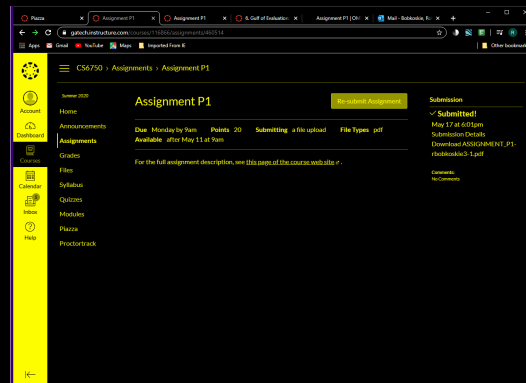 Piazza
Assignment P1
Assignment P1
6. Gulf of Evaluation
Assignment P1 | OM
Mail - Bobkoskie, R
gatech.instructure.com/courses/116866/assignments/460514
Apps
Gmail
YouTube
Maps
Imported From IE
Other bookmark
CS6750 › Assignments › Assignment P1
Account
Dashboard
Courses
Calendar
Inbox
Help
Summer 2020
Home
Announcements
Assignments
Grades
Files
Syllabus
Quizzes
Modules
Piazza
Proctortrack
Assignment P1
Re-submit Assignment
Due Monday by 9am Points 20 Submitting a file upload File Types pdf
Available after May 11 at 9am
For the full assignment description, see this page of the course web site .
Submission
Submitted!
May 17 at 6:01pm
Submission Details
Download ASSIGNMENT_P1-
rbobkoskie3-1.pdf
Comments:
No Comments